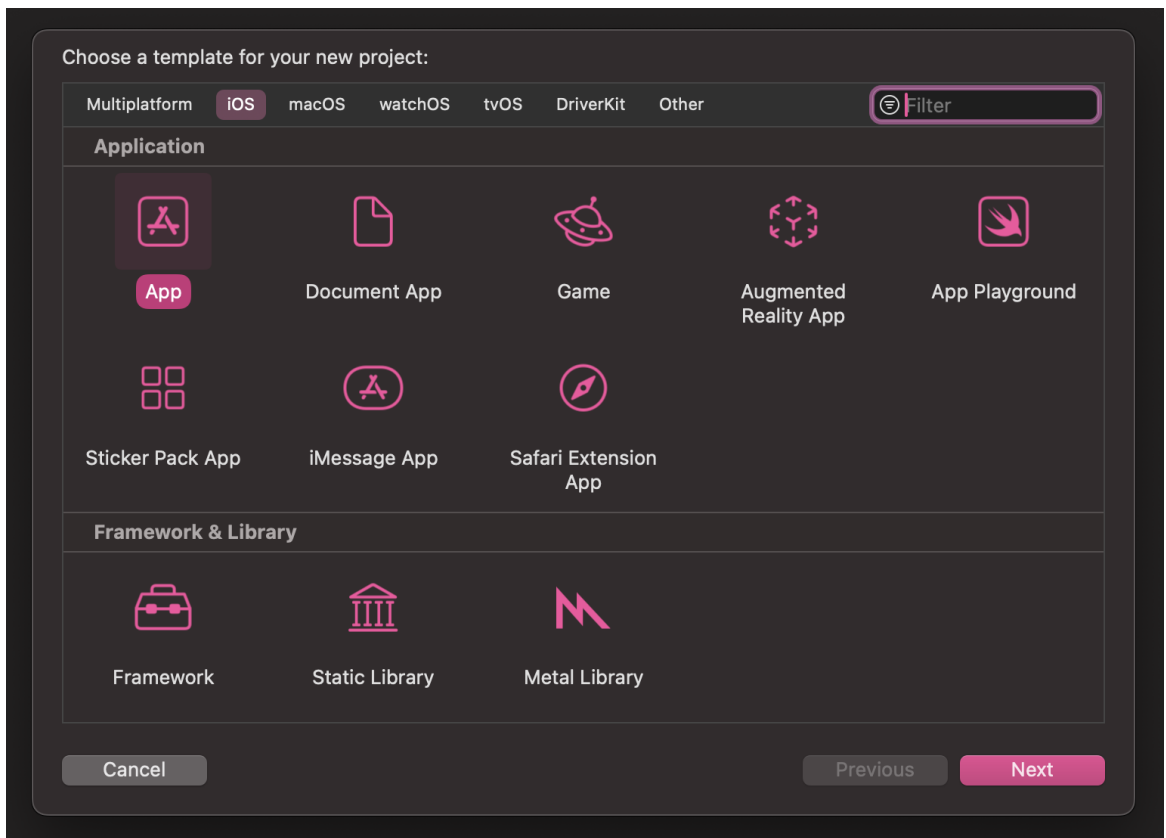 Choose a template for your new project:
Multiplatform iOS macOS watchOS tvOS DriverKit Other Filter
Application
App Document App Game Augmented Reality App App Playground
Sticker Pack App iMessage App Safari Extension App
Framework & Library
Framework Static Library Metal Library
Cancel Previous Next